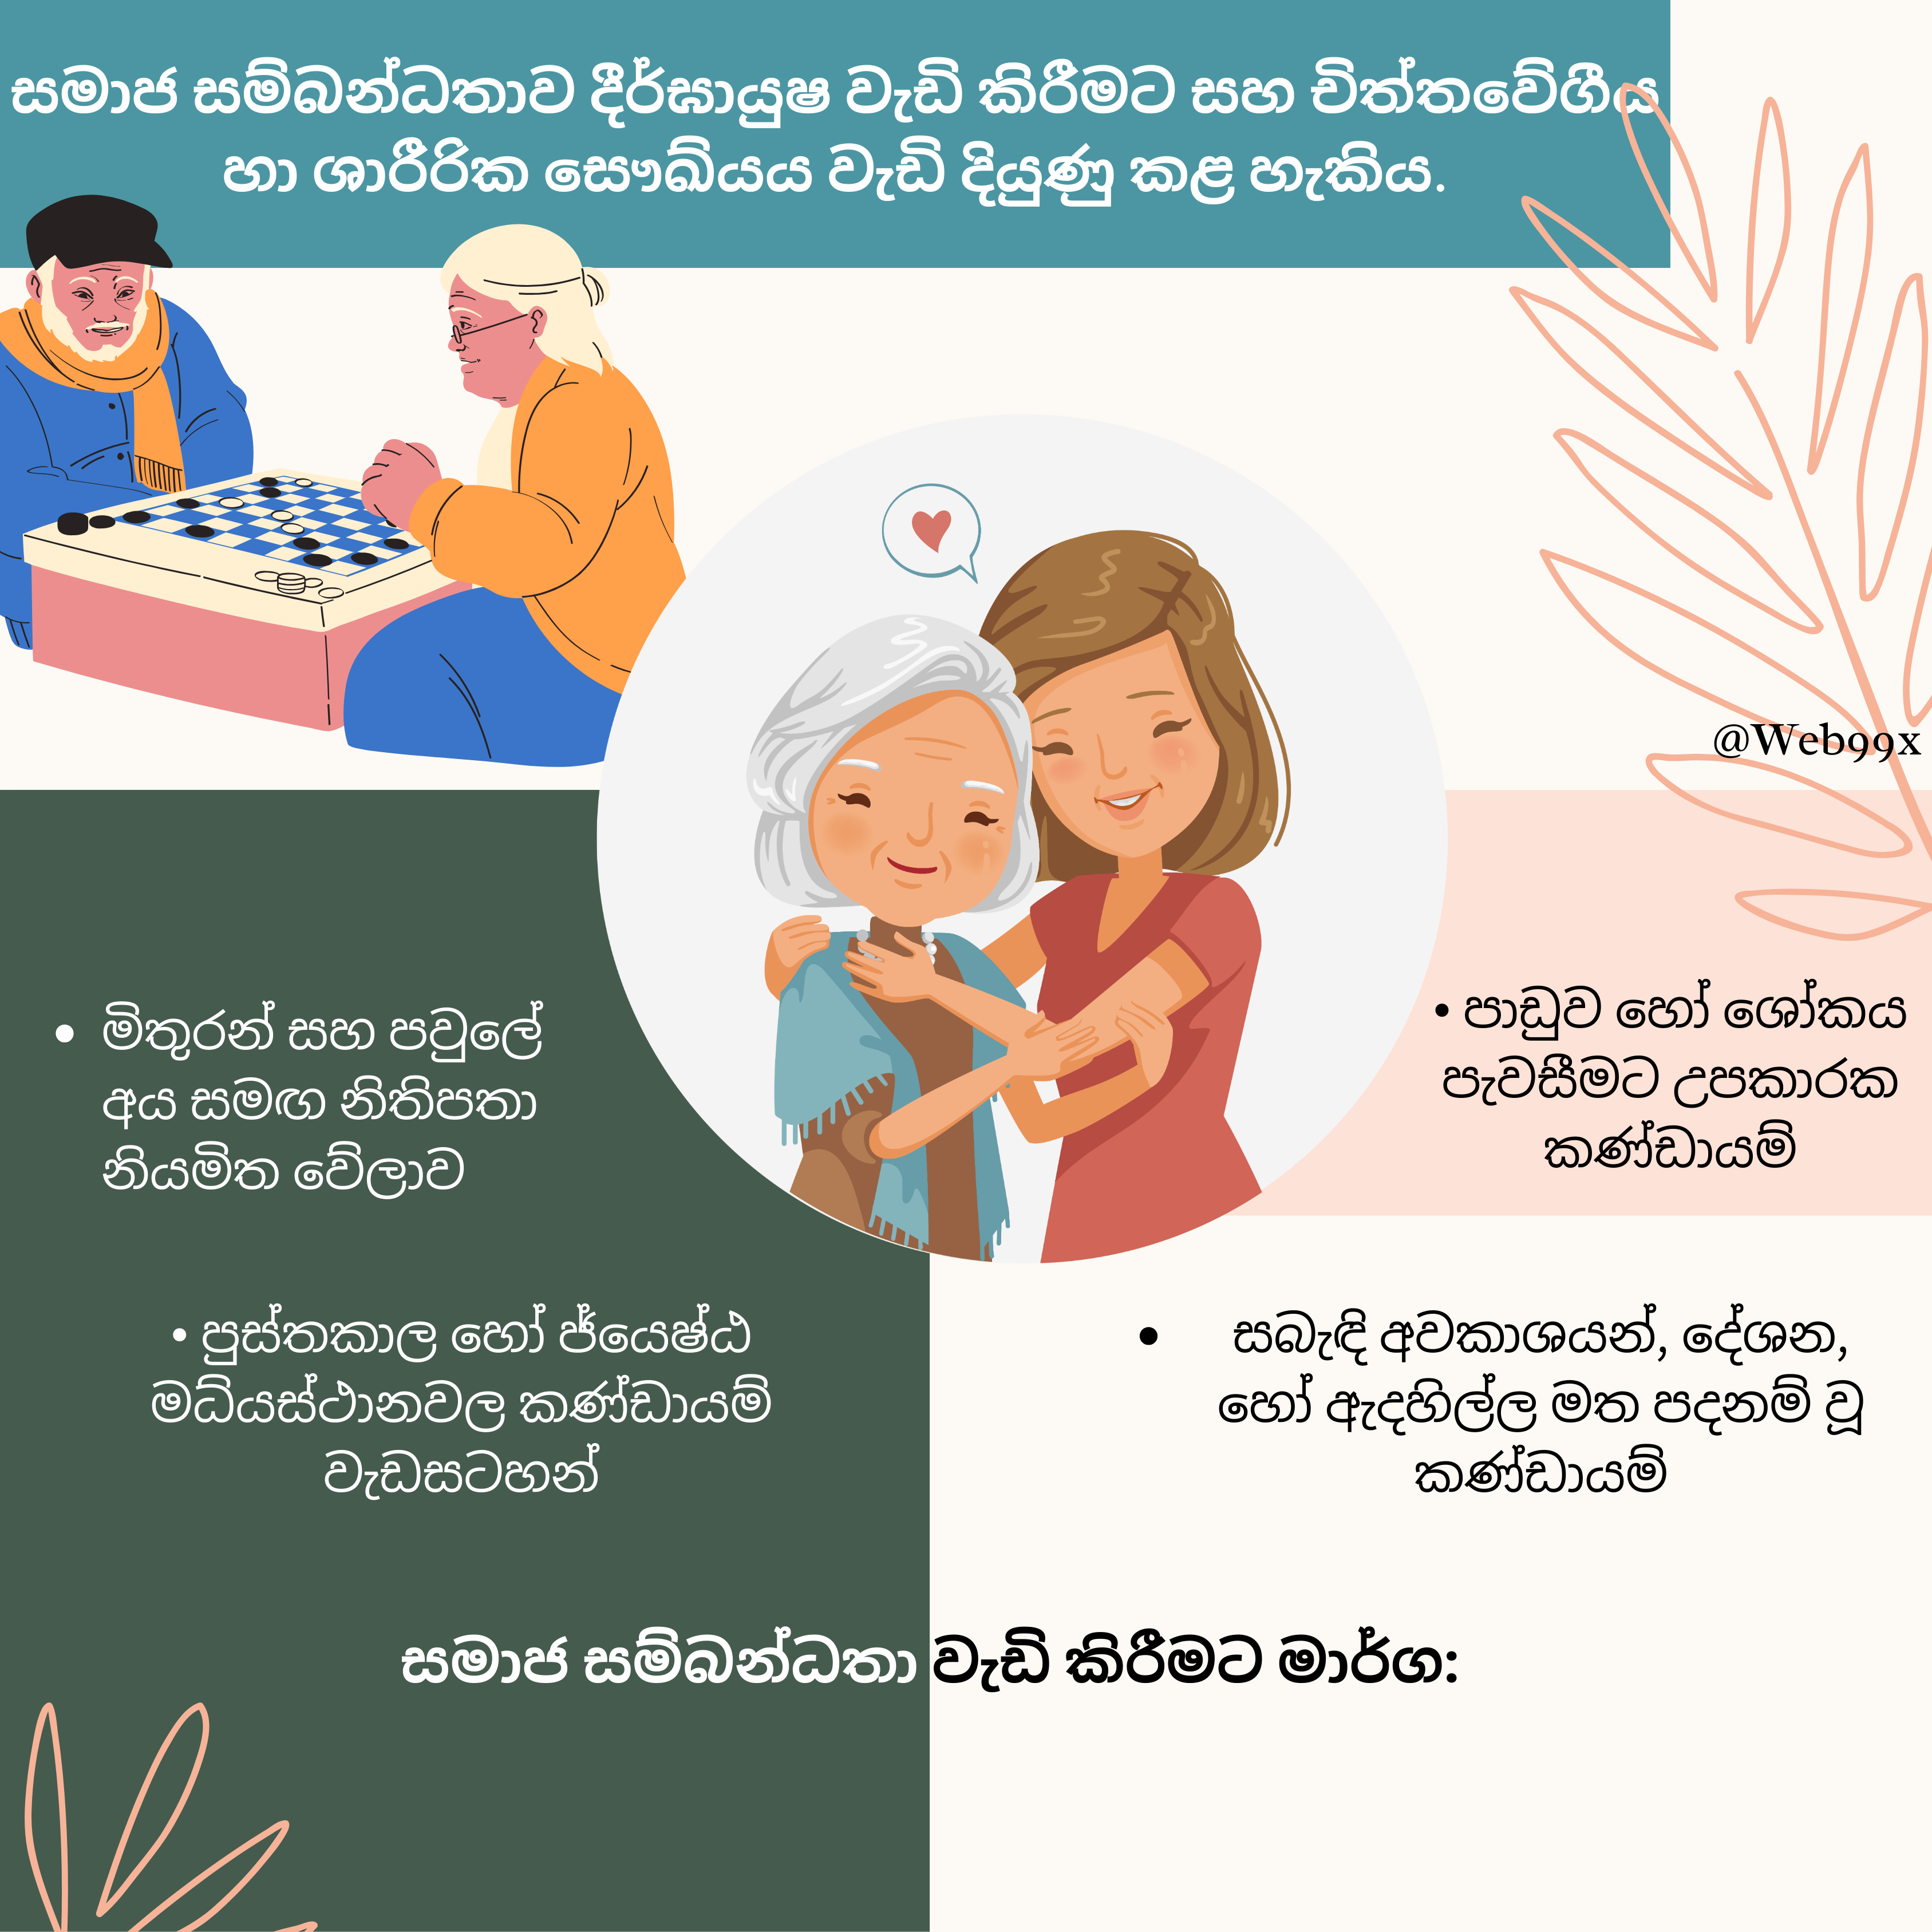 සමාජ සම්බන්ධතාව දීර්ඝායුෂ වැඩි කිරීමට සහ චිත්තවේගීය
හා ශාරීරික සෞඛ්යය වැඩි දියුණු කළ හැකිය.
@Web99x
• මිතුරන් සහ පවුලේ
අය සමඟ නිතිපතා
නියමිත වේලාව
• පාඩුව හෝ ශෝකය
පැවසීමට උපකාරක
කණ්ඩායම්
• පුස්තකාල හෝ ජ්යෙෂ්ඨ
මධ්යස්ථානවල කණ්ඩායම්
වැඩසටහන්
• සබැඳි අවකාශයන්, දේශන,
හෝ ඇදහිල්ල මත පදනම් වූ
කණ්ඩායම්
සමාජ සම්බන්ධතා වැඩි කිරීමට මාර්ග: